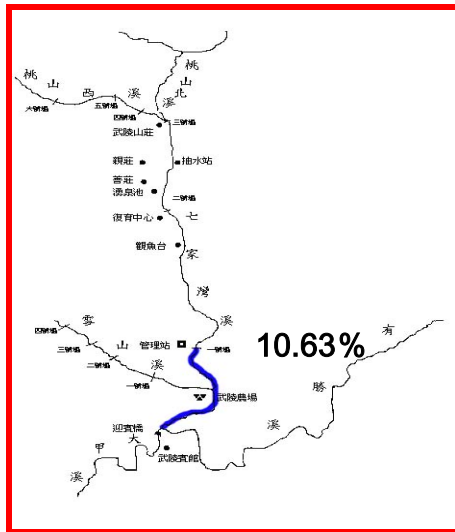 桃山北溪
桃山西溪
六號壩
五號壩
四號壩
三號壩
武陵山莊
觀莊
抽水站
善莊
湧泉池
二號壩
復育中心
觀魚台
七家灣溪
四號壩
三號壩
二號壩
一號壩
雪山溪
管理站
一號壩
10.63%
有勝溪
武陵農場
迎賓橋
武陵賓館
大甲溪